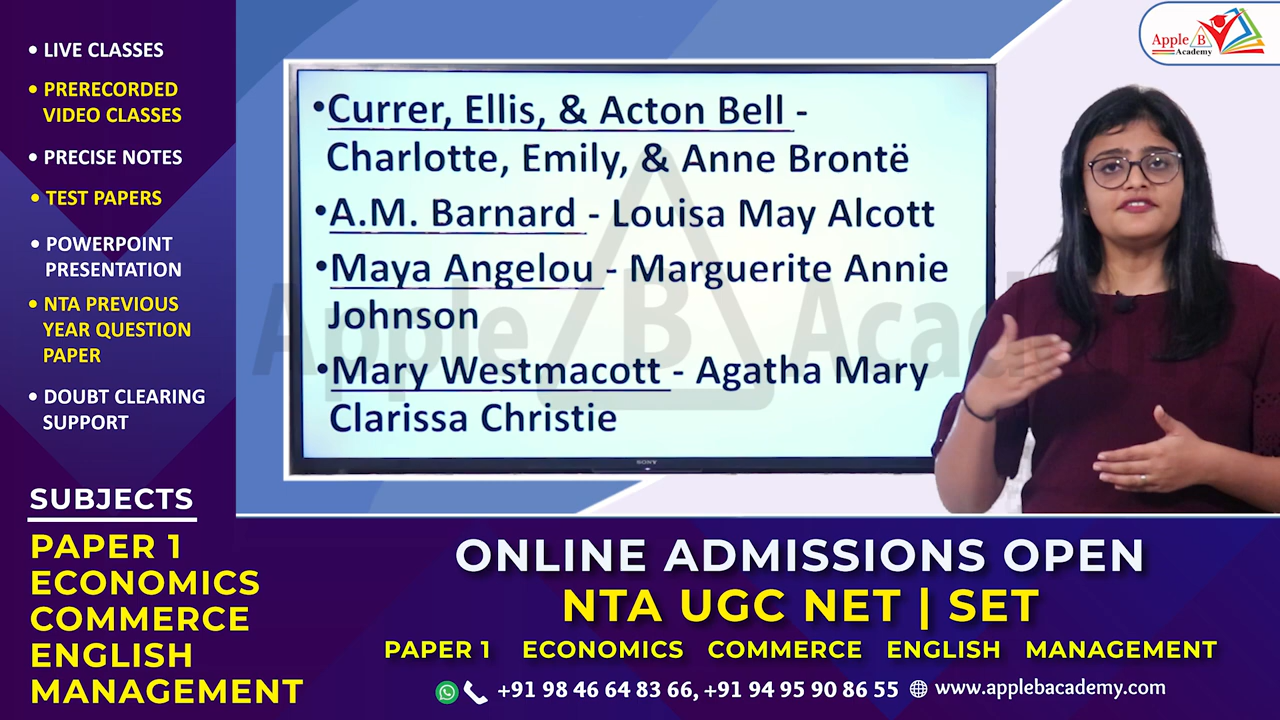 • LIVE CLASSES
• PRERECORDED
VIDEO CLASSES
• PRECISE NOTES
• TEST PAPERS
• POWERPOINT
PRESENTATION
• NTA PREVIOUS
YEAR QUESTION
PAPER
• DOUBT CLEARING
SUPPORT
SUBJECTS
PAPER 1
ECONOMICS
COMMERCE
ENGLISH
MANAGEMENT
•Currer, Ellis, & Acton Bell -
Charlotte, Emily, & Anne Brontë
•A.M. Barnard - Louisa May Alcott
•Maya Angelou - Marguerite Annie
Johnson
•Mary Westmacott - Agatha Mary
Clarissa Christie
SONY
Apple B Acad
Apple B
Academy
ONLINE ADMISSIONS OPEN
NTA UGC NET | SET
PAPER 1 ECONOMICS COMMERCE ENGLISH MANAGEMENT
+91 98 46 64 83 66, +91 94 95 90 86 55 www.applebacademy.com